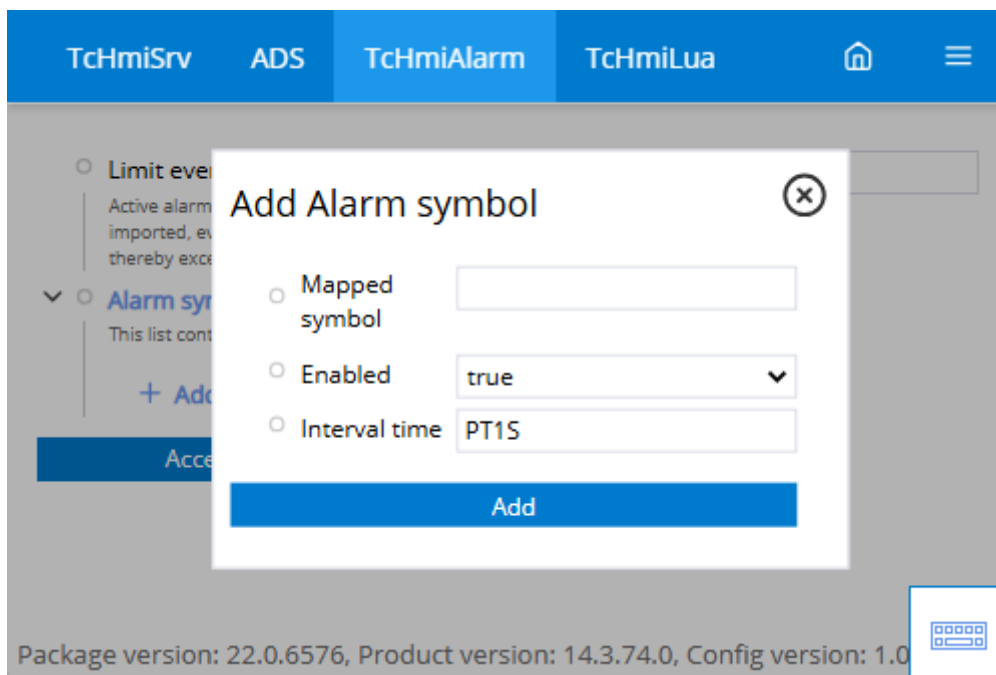 TcHmiSrv ADS TcHmiAlarm TcHmiLua
Limit eve
Active alarm
imported, ev
thereby exce
Alarm syr
This list cont
+ Add
Acce
Add Alarm symbol
Mapped
symbol
Enabled true
Interval time PT1S
Add
Package version: 22.0.6576, Product version: 14.3.74.0, Config version: 1.0